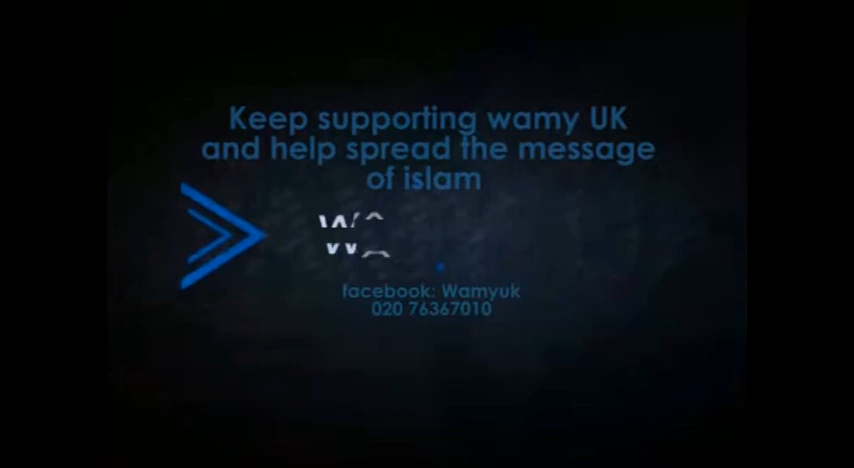 Keep supporting wamy UK
and help spread the message
of islam
facebook: Wamyuk
020 76367010